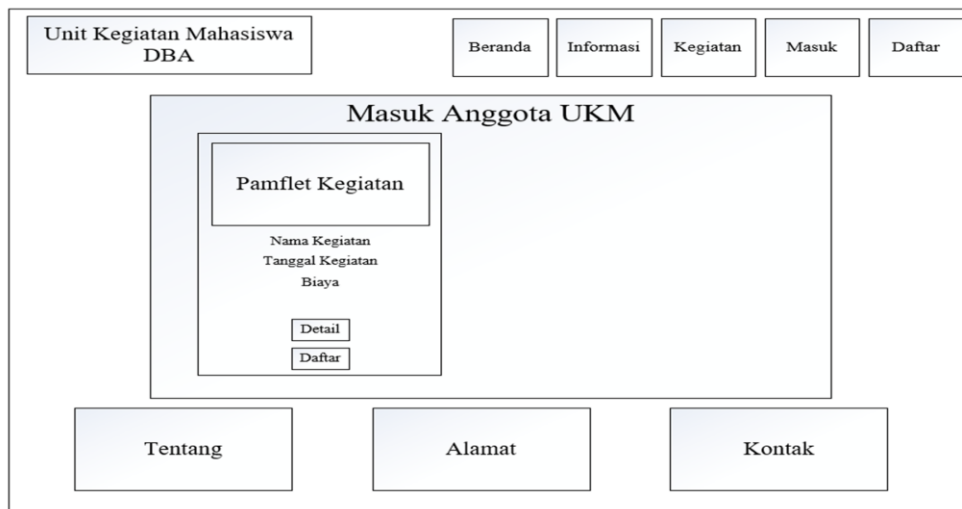 Unit Kegiatan Mahasiswa
DBA
Beranda
Informasi
Kegiatan
Masuk
Daftar
Masuk Anggota UKM
Pamflet Kegiatan
Nama Kegiatan
Tanggal Kegiatan
Biaya
Detail
Daftar
Tentang
Alamat
Kontak